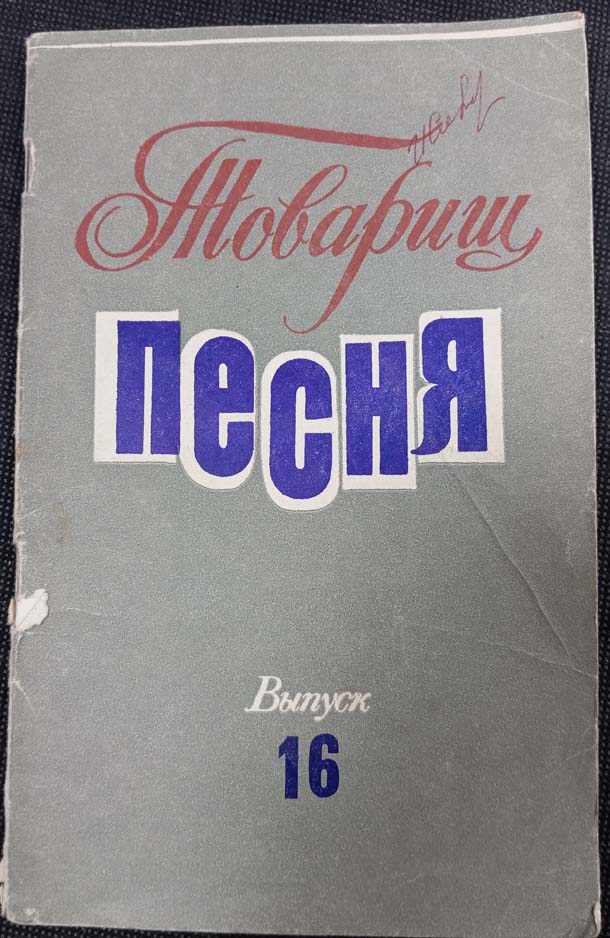 Товарищ
песня
Выпуск
16